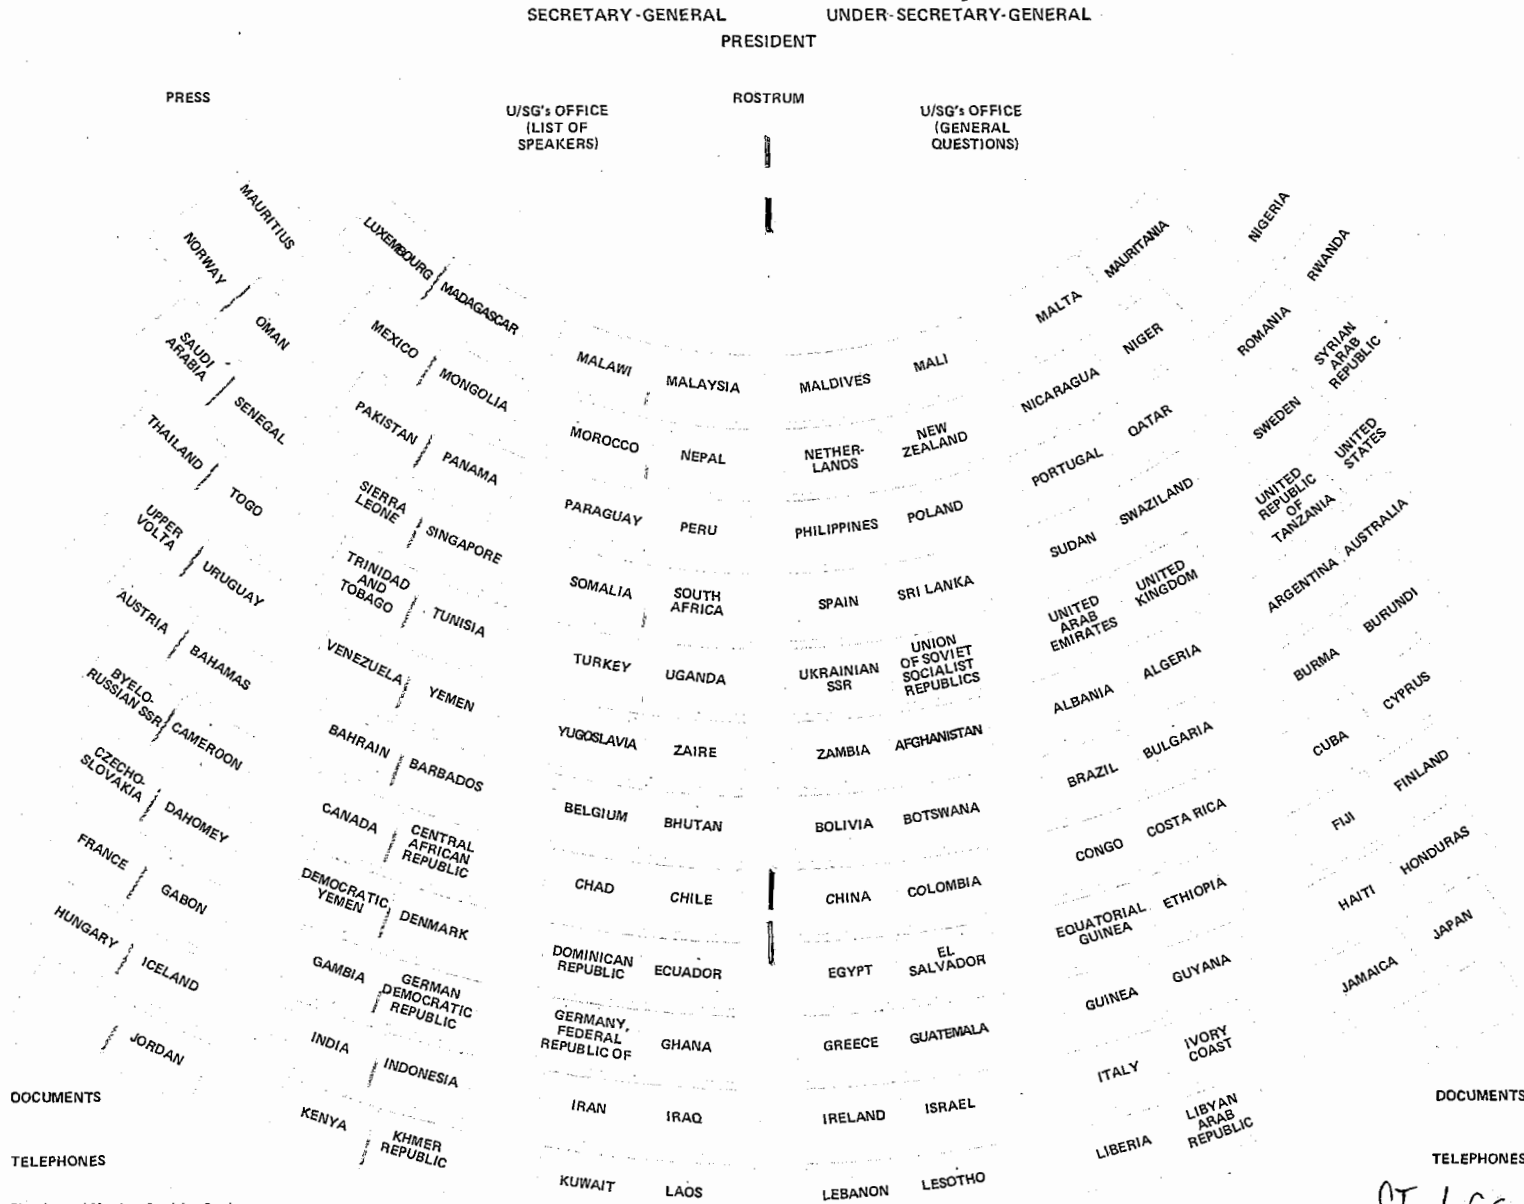 SECRETARY-GENERAL UNDER-SECRETARY-GENERAL
PRESIDENT
PRESS
ROSTRUM
U/SG's OFFICE
(LIST OF
SPEAKERS)
U/SG's OFFICE
(GENERAL
QUESTIONS)
MAURITIUS
LUXEMBOURG MADAGASCAR
MALAWI MALAYSIA
MALDIVES MALI
MALTA MAURITANIA
NIGERIA
NORWAY OMAN
MEXICO MONGOLIA
MOROCCO NEPAL
NETHER-
LANDS
NEW
ZEALAND
NICARAGUA NIGER
ROMANIA RWANDA
SAUDI
ARABIA
SENEGAL
PAKISTAN PANAMA
PARAGUAY PERU
PHILIPPINES POLAND
PORTUGAL QATAR
SWEDEN
SYRIAN
ARAB
REPUBLIC
THAILAND TOGO
SIERRA
LEONE
SINGAPORE
SOMALIA
SOUTH
AFRICA
SPAIN SRI LANKA
SUDAN SWAZILAND
UNITED
REPUBLIC
OF
TANZANIA
UNITED
STATES
UPPER
VOLTA
URUGUAY
TRINIDAD
AND
TOBAGO
TUNISIA
TURKEY UGANDA
UKRAINIAN
SSR
UNION
OF SOVIET
SOCIALIST
REPUBLICS
UNITED
ARAB
EMIRATES
UNITED
KINGDOM
ARGENTINA AUSTRALIA
AUSTRIA BAHAMAS
VENEZUELA YEMEN
YUGOSLAVIA ZAIRE
ZAMBIA AFGHANISTAN
ALBANIA ALGERIA
BURMA BURUNDI
BYELO-
RUSSIAN SSR
CAMEROON
BAHRAIN BARBADOS
BELGIUM BHUTAN
BOLIVIA BOTSWANA
BRAZIL BULGARIA
CUBA CYPRUS
CZECHO-
SLOVAKIA
DAHOMEY
CANADA
CENTRAL
AFRICAN
REPUBLIC
CHAD CHILE
CHINA COLOMBIA
CONGO COSTA RICA
FIJI FINLAND
FRANCE GABON
DEMOCRATIC
YEMEN
DENMARK
DOMINICAN
REPUBLIC
ECUADOR
EGYPT
EL
SALVADOR
EQUATORIAL
GUINEA
ETHIOPIA
HAITI HONDURAS
HUNGARY ICELAND
GAMBIA
GERMAN
DEMOCRATIC
REPUBLIC
GERMANY,
FEDERAL
REPUBLIC OF
GHANA
GREECE GUATEMALA
GUINEA GUYANA
JAMAICA JAPAN
JORDAN
INDIA INDONESIA
IRAN IRAQ
IRELAND ISRAEL
ITALY
IVORY
COAST
KENYA
KHMER
REPUBLIC
KUWAIT LAOS
LEBANON LESOTHO
LIBERIA
LIBYAN
ARAB
REPUBLIC
DOCUMENTS DOCUMENTS
TELEPHONES TELEPHONES